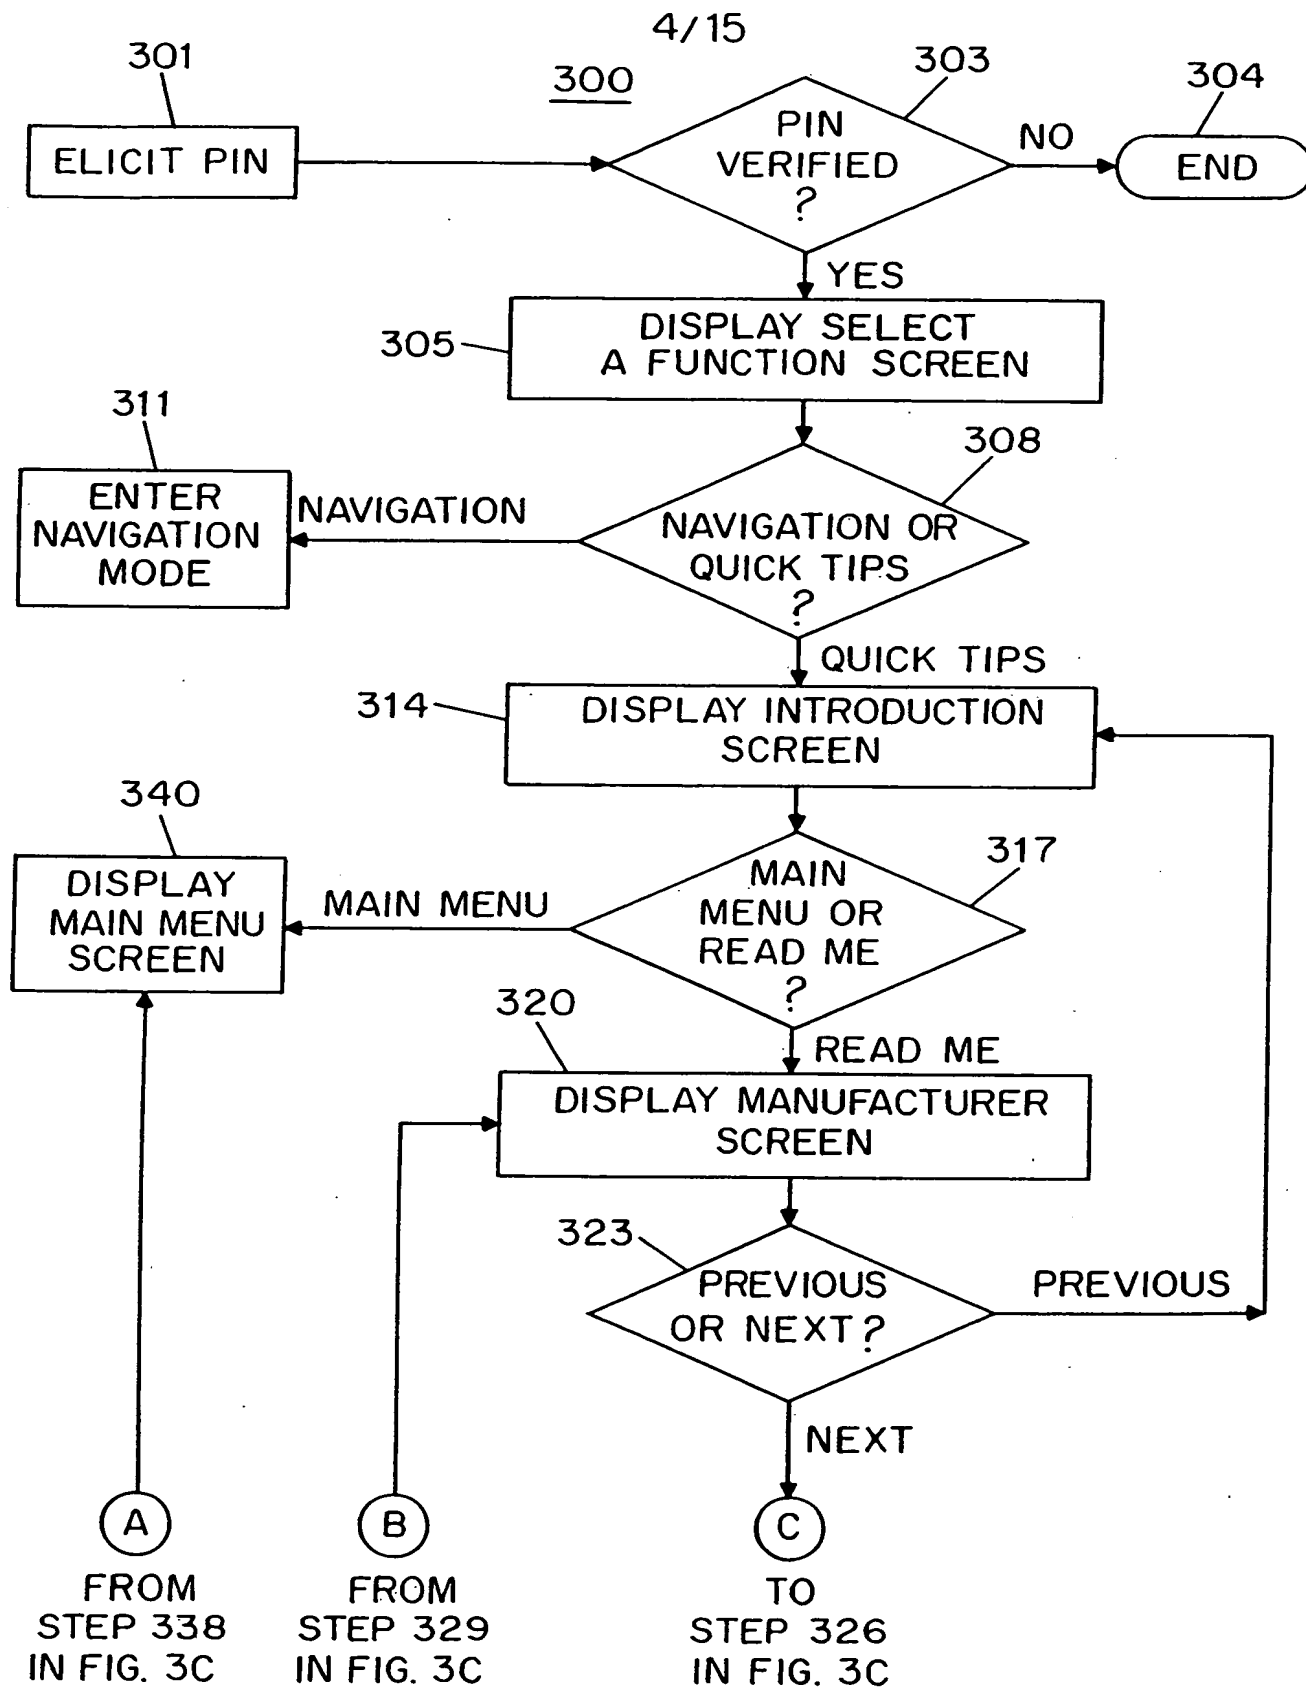 4/15
301
300
303
304
ELICIT PIN
PIN
VERIFIED
?
NO
END
YES
305
DISPLAY SELECT
A FUNCTION SCREEN
311
308
ENTER
NAVIGATION
MODE
NAVIGATION
NAVIGATION OR
QUICK TIPS
?
QUICK TIPS
314
DISPLAY INTRODUCTION
SCREEN
340
317
DISPLAY
MAIN MENU
SCREEN
MAIN MENU
MAIN
MENU OR
READ ME
?
320
READ ME
DISPLAY MANUFACTURER
SCREEN
323
PREVIOUS
OR NEXT?
PREVIOUS
NEXT
A
B
C
FROM
STEP 338
IN FIG. 3C
FROM
STEP 329
IN FIG. 3C
TO
STEP 326
IN FIG. 3C